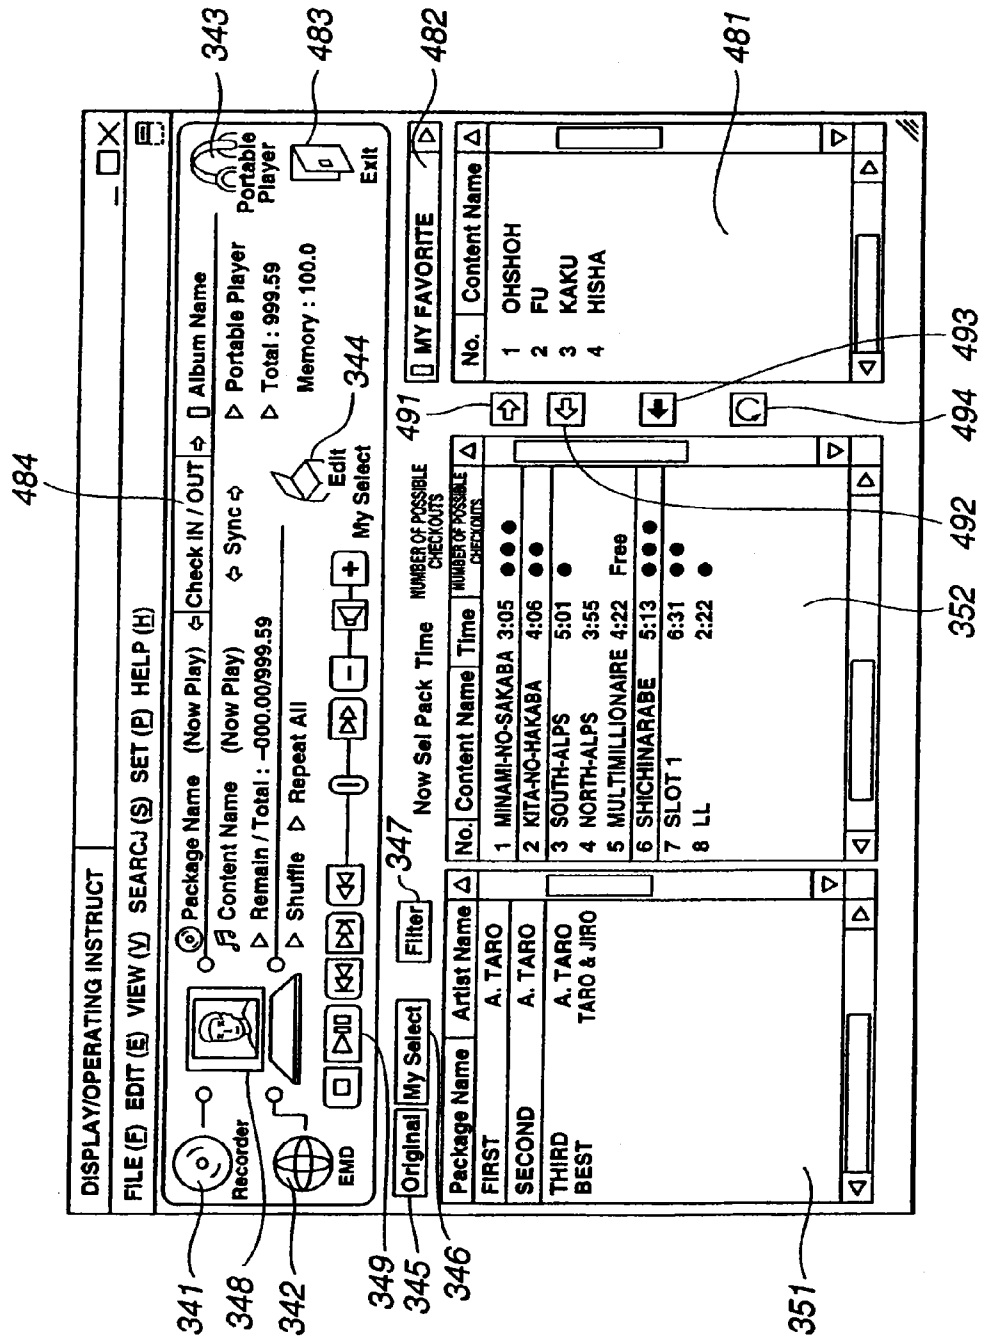 484
DISPLAY/OPERATING INSTRUCT
FILE (F) EDIT (E) VIEW (V) SEARCJ (S) SET (P) HELP (H)
341
348
342
349
345
346
Recorder
EMD
Package Name (Now Play) ⇦ Check IN / OUT ⇨ Album Name
Content Name (Now Play) ⇦ Sync ⇨ ▷ Portable Player
▷ Remain / Total : –000.00/999.59 ▷ Total : 999.59
▷ Shuffle ▷ Repeat All Memory : 100.0
Portable
Player
Exit
Edit
My Select
343
483
344
Original My Select Filter
347
Now Sel Pack Time NUMBER OF POSSIBLE
CHECKOUTS
MY FAVORITE
482
Package Name Artist Name
FIRST A. TARO
SECOND A. TARO
THIRD A. TARO
BEST TARO & JIRO
351
No. Content Name Time NUMBER OF POSSIBLE
CHECKOUTS
1 MINAMI-NO-SAKABA 3:05 ●●●
2 KITA-NO-HAKABA 4:06 ●●
3 SOUTH-ALPS 5:01 ●
4 NORTH-ALPS 3:55
5 MULTIMILLIONAIRE 4:22 Free
6 SHICHINARABE 5:13 ●●●
7 SLOT 1 6:31 ●●
8 LL 2:22 ●
352
491
492
493
494
No. Content Name
1 OHSHOH
2 FU
3 KAKU
4 HISHA
481